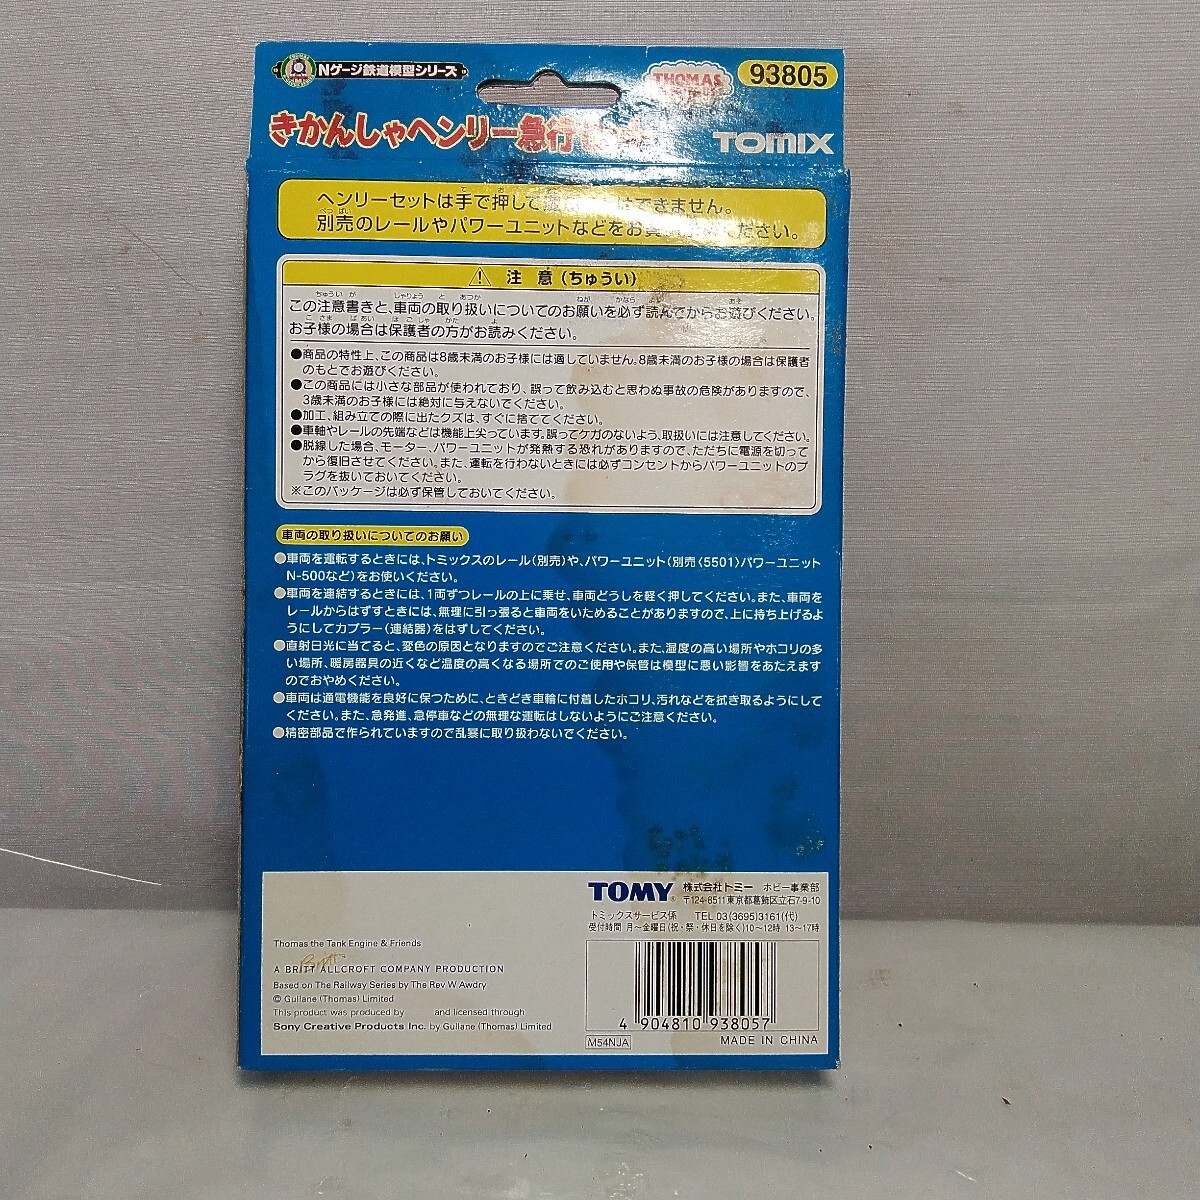 Nゲージ鉄道模型シリーズ
THOMAS
93805
きかんしゃヘンリー急行セット
TOMIX
ヘンリーセットは手で押して できません。
別売のレールやパワーユニットなどをお ください。
注 意 (ちゅうい)
この注意書きと、車両の取り扱いについてのお願いを必ず読んでからお遊びください。
お子様の場合は保護者の方がお読みください。
●商品の特性上、この商品は8歳未満のお子様には適していません。8歳未満のお子様の場合は保護者
のもとでお遊びください。
●この商品には小さな部品が使われており、誤って飲み込むと思わぬ事故の危険がありますので、
3歳未満のお子様には絶対に与えないでください。
●加工、組み立ての際に出たクズは、すぐに捨ててください。
●車軸やレールの先端などは機能上尖っています。誤ってケガのないよう、取扱いには注意してください。
●脱線した場合、モーター、パワーユニットが発熱する恐れがありますので、ただちに電源を切って
から復旧させてください。また、運転を行わないときには必ずコンセントからパワーユニットのプ
ラグを抜いておいてください。
※このパッケージは必ず保管しておいてください。
車両の取り扱いについてのお願い
●車両を運転するときには、トミックスのレール(別売)や、パワーユニット(別売〈5501〉パワーユニット
N-500など)をお使いください。
●車両を連結するときには、1両ずつレールの上に乗せ、車両どうしを軽く押してください。また、車両を
レールからはずすときには、無理に引っ張ると車両をいためることがありますので、上に持ち上げるよ
うにしてカプラー(連結器)をはずしてください。
●直射日光に当てると、変色の原因となりますのでご注意ください。また、湿度の高い場所やホコリの多
い場所、暖房器具の近くなど温度の高くなる場所でのご使用や保管は模型に悪い影響をあたえます
のでおやめください。
●車両は通電機能を良好に保つために、ときどき車輪に付着したホコリ、汚れなどを拭き取るようにして
ください。また、急発進、急停車などの無理な運転はしないようにご注意ください。
●精密部品で作られていますので乱暴に取り扱わないでください。
TOMY® 株式会社トミー ホビー事業部
〒124-8511東京都葛飾区立石7-9-10
トミックスサービス係 TEL 03(3695)3161(代)
受付時間 月〜金曜日(祝・祭・休日を除く)10〜12時 13〜17時
Thomas the Tank Engine & Friends
Britt
A BRITT ALLCROFT COMPANY PRODUCTION
Based on The Railway Series by The Rev W Awdry
© Gullane (Thomas) Limited
This product was produced by and licensed through
Sony Creative Products Inc. by Gullane (Thomas) Limited
4 904810 938057
M54NJA
MADE IN CHINA